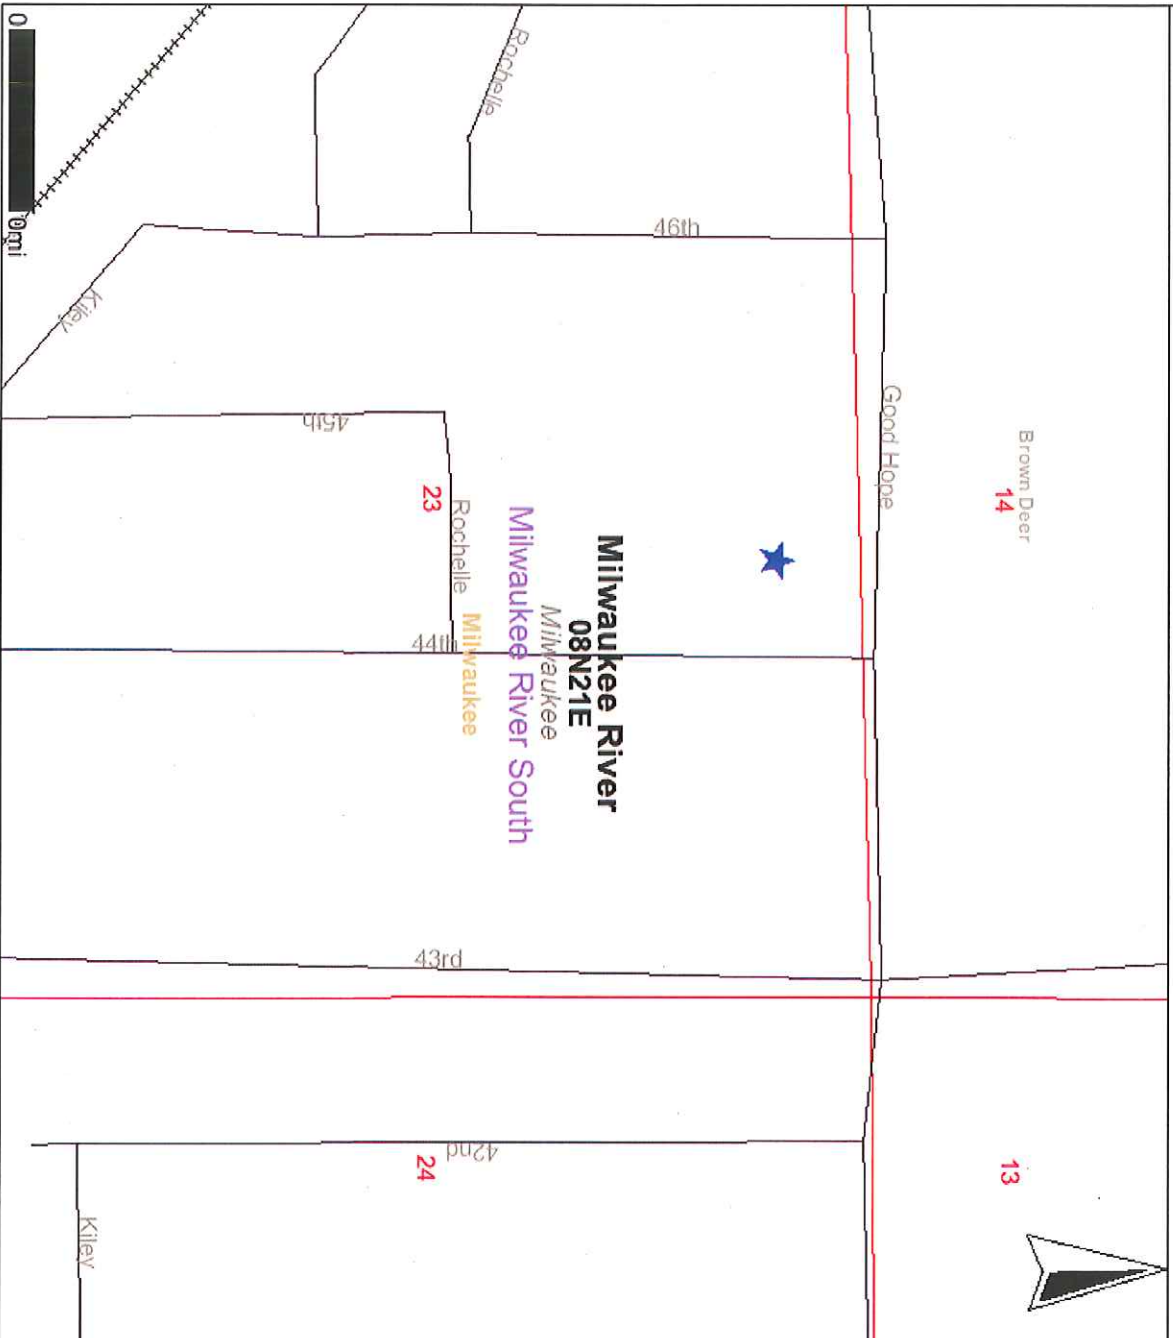 Brown Deer
14
13
Good Hope
46th
Milwaukee River
08N21E
Milwaukee
Milwaukee River South
Rochelle
Milwaukee
Rochelle
42nd
44th
43rd
23
24
45th
Kiley
Kiley
0 0mi